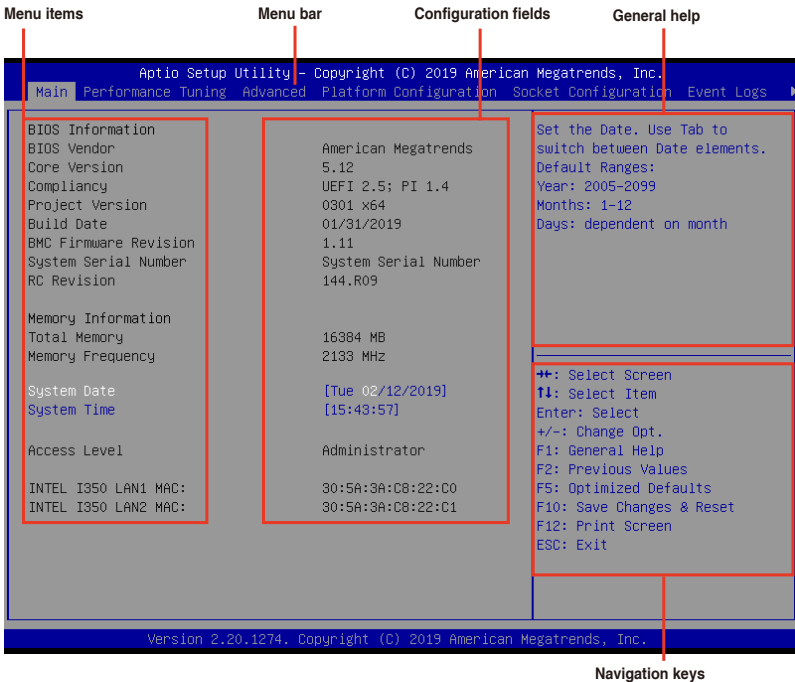 Menu items Menu bar Configuration fields General help
Aptio Setup Utility – Copyright (C) 2019 American Megatrends, Inc.
Main Performance Tuning Advanced Platform Configuration Socket Configuration Event Logs
BIOS Information
BIOS Vendor American Megatrends
Core Version 5.12
Compliancy UEFI 2.5; PI 1.4
Project Version 0301 x64
Build Date 01/31/2019
BMC Firmware Revision 1.11
System Serial Number System Serial Number
RC Revision 144.R09
Memory Information
Total Memory 16384 MB
Memory Frequency 2133 MHz
System Date [Tue 02/12/2019]
System Time [15:43:57]
Access Level Administrator
INTEL I350 LAN1 MAC: 30:5A:3A:C8:22:C0
INTEL I350 LAN2 MAC: 30:5A:3A:C8:22:C1
Set the Date. Use Tab to
switch between Date elements.
Default Ranges:
Year: 2005-2099
Months: 1-12
Days: dependent on month
→←: Select Screen
↑↓: Select Item
Enter: Select
+/-: Change Opt.
F1: General Help
F2: Previous Values
F5: Optimized Defaults
F10: Save Changes & Reset
F12: Print Screen
ESC: Exit
Version 2.20.1274. Copyright (C) 2019 American Megatrends, Inc.
Navigation keys